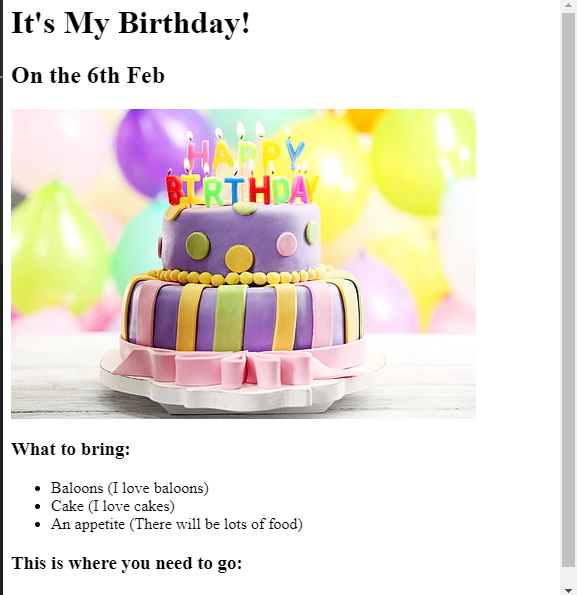 It's My Birthday!
On the 6th Feb
HAPPY
BIRTHDAY
What to bring:
Baloons (I love baloons)
Cake (I love cakes)
An appetite (There will be lots of food)
This is where you need to go: